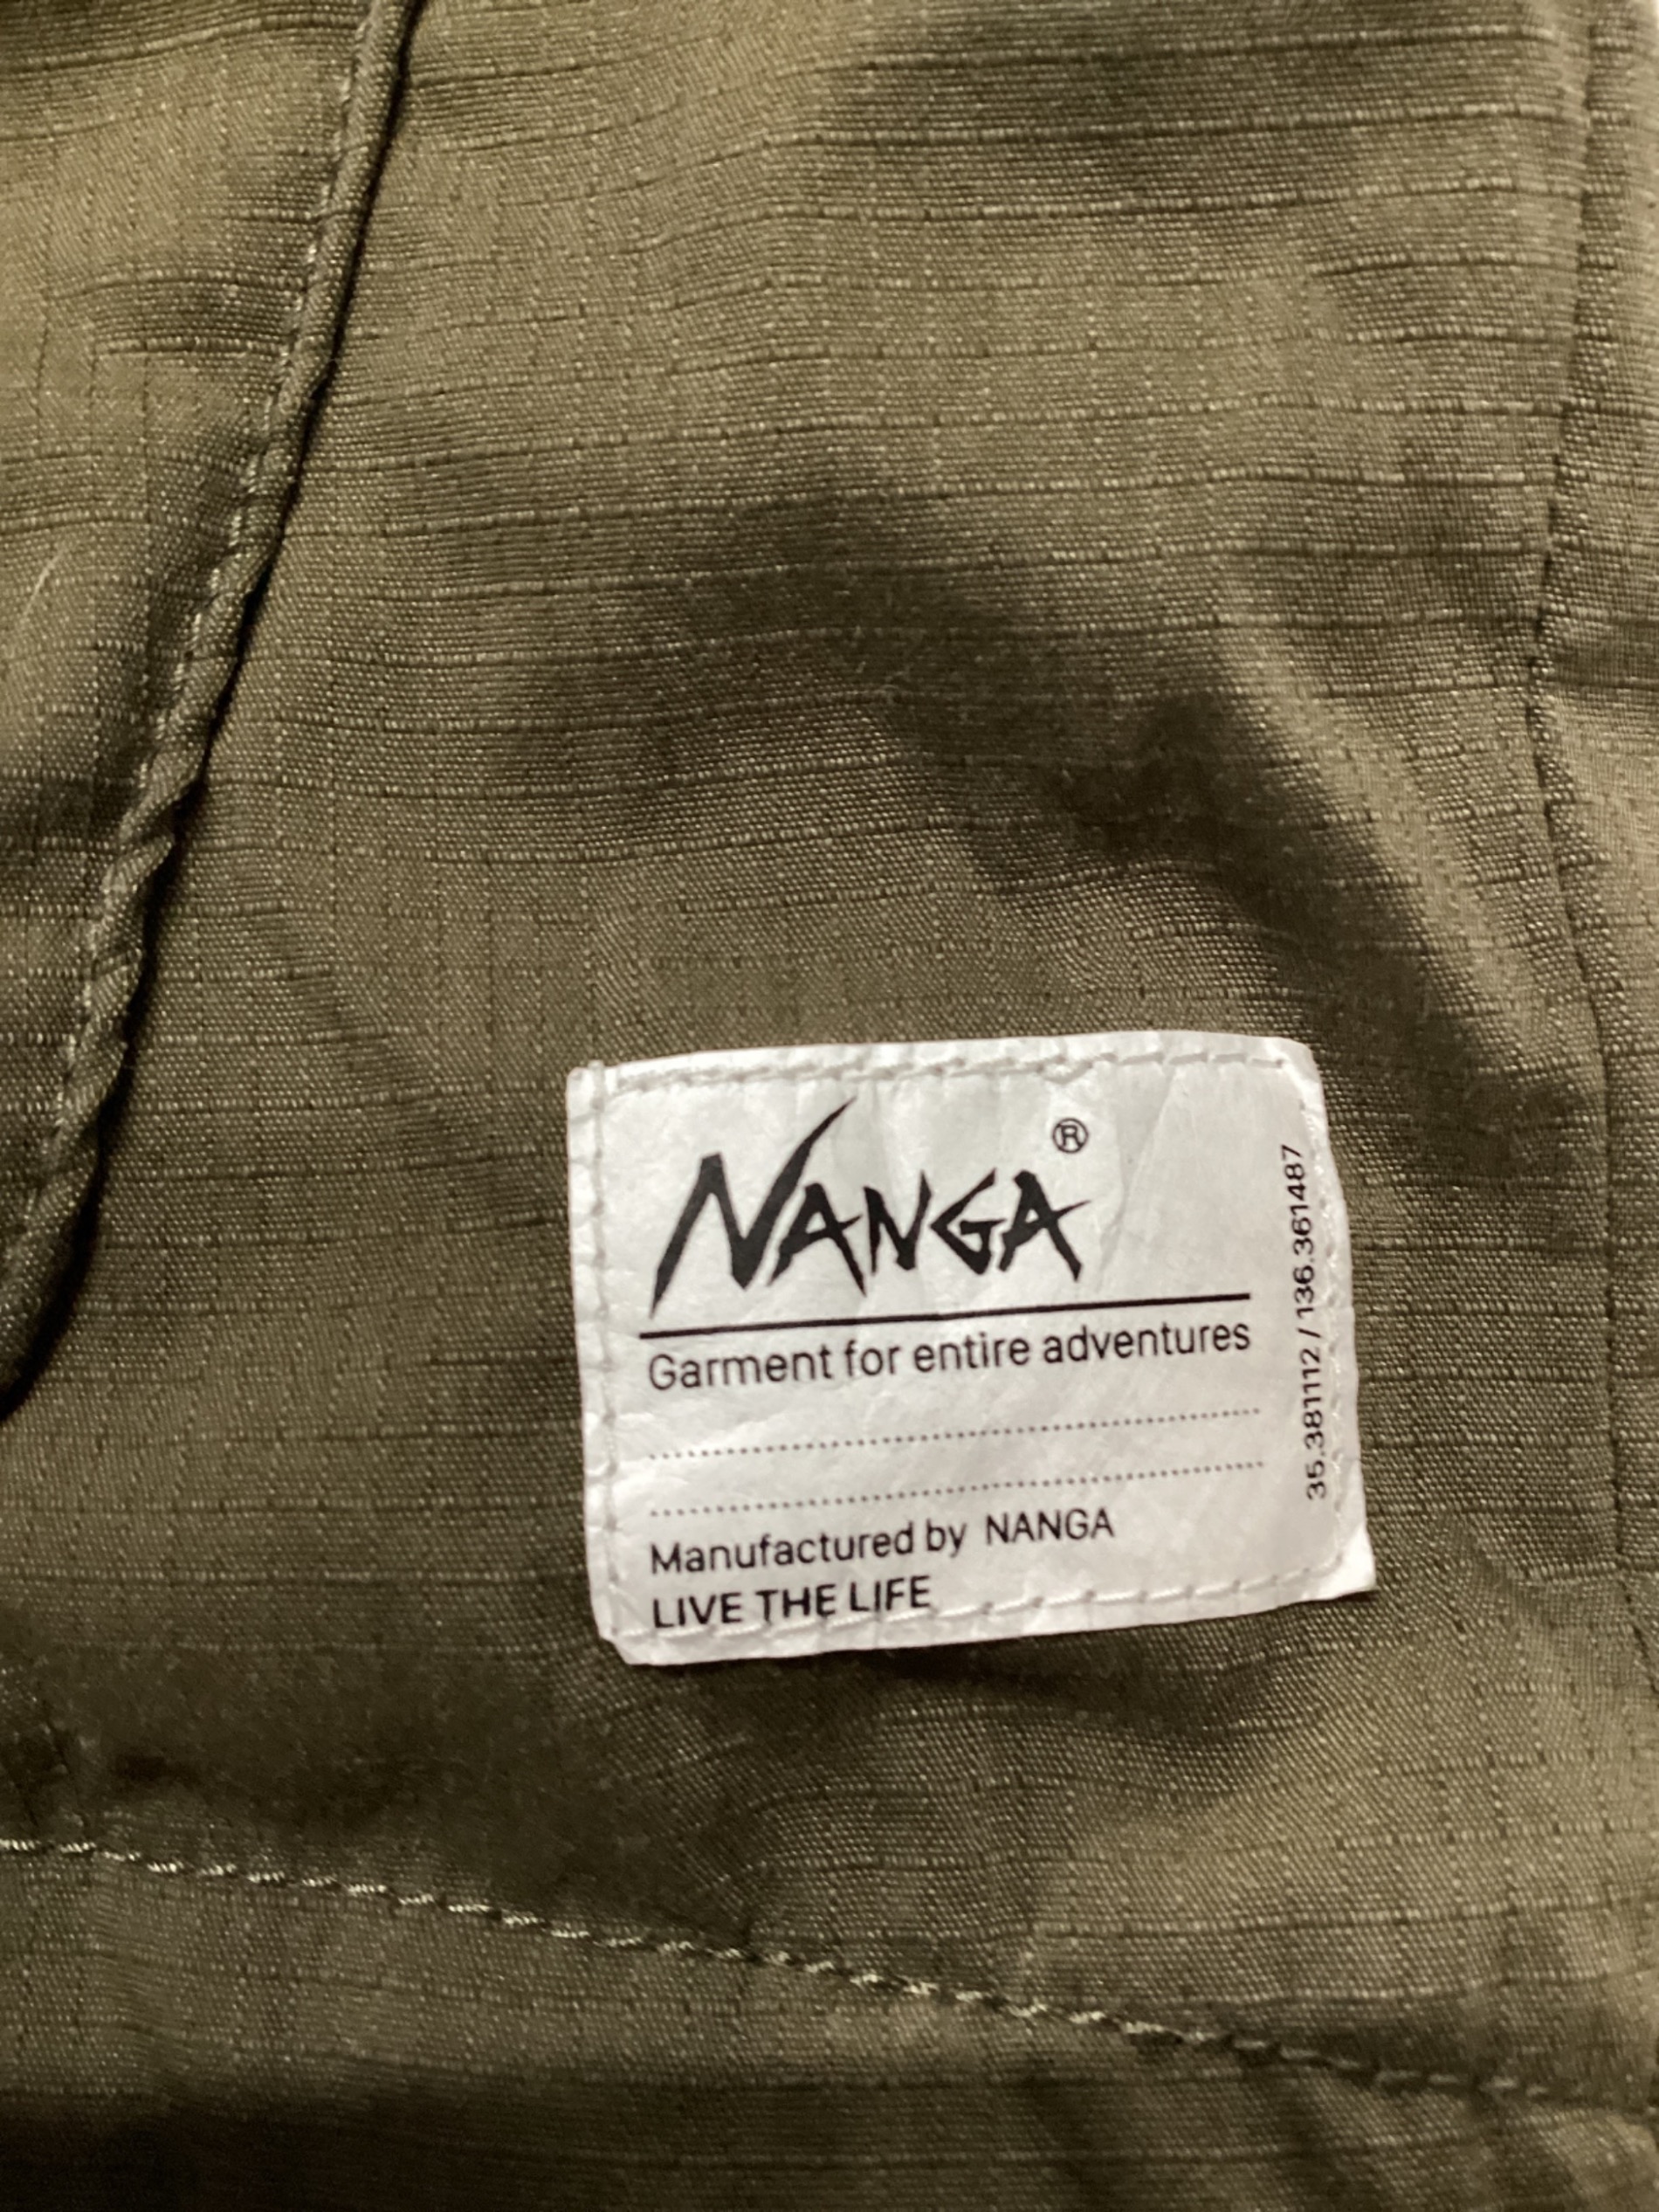 NANGA®
Garment for entire adventures
Manufactured by NANGA
LIVE THE LIFE
35.381112 / 136.361487